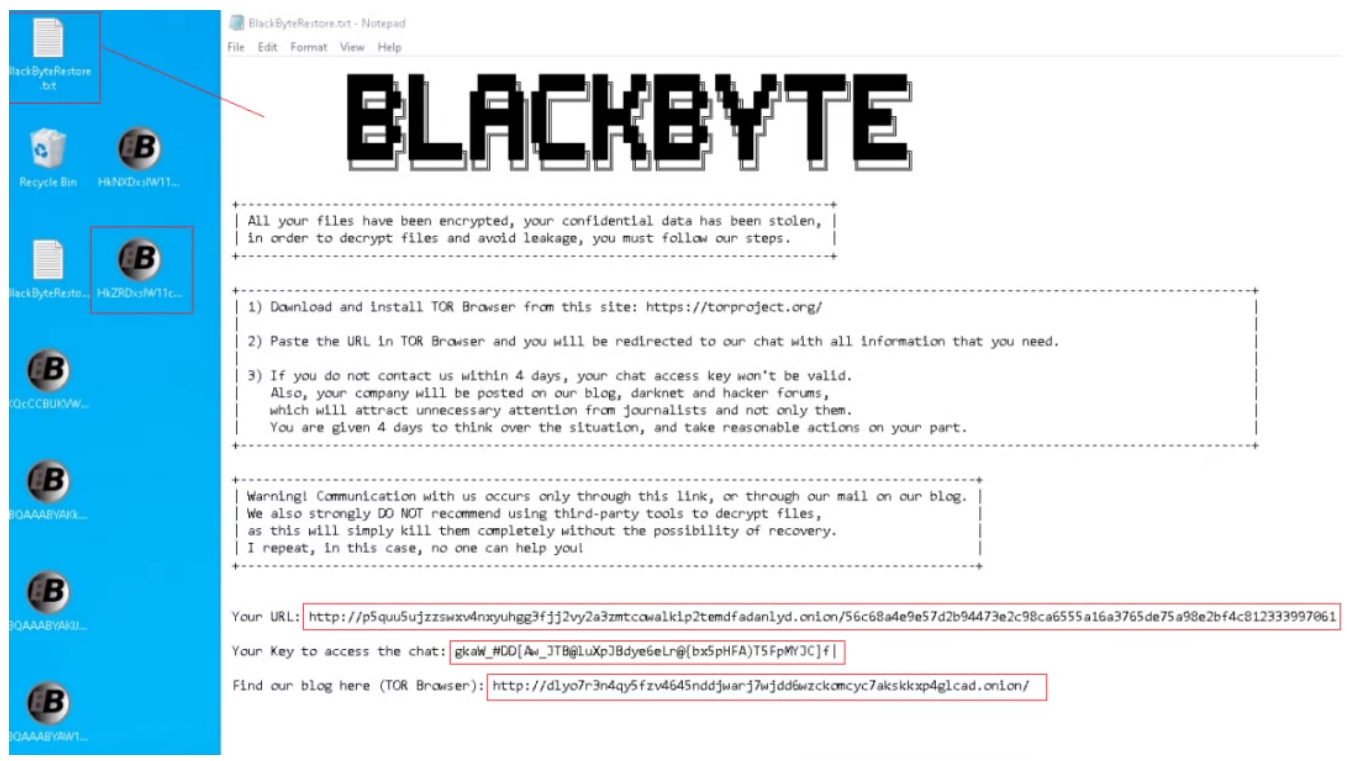 BlackByteRestore.txt - Notepad
File Edit Format View Help
BLACKBYTE
All your files have been encrypted, your confidential data has been stolen,
in order to decrypt files and avoid leakage, you must follow our steps.
1) Download and install TOR Browser from this site: https://torproject.org/
2) Paste the URL in TOR Browser and you will be redirected to our chat with all information that you need.
3) If you do not contact us within 4 days, your chat access key won't be valid.
Also, your company will be posted on our blog, darknet and hacker forums,
which will attract unnecessary attention from journalists and not only them.
You are given 4 days to think over the situation, and take reasonable actions on your part.
Warning! Communication with us occurs only through this link, or through our mail on our blog.
We also strongly DO NOT recommend using third-party tools to decrypt files,
as this will simply kill them completely without the possibility of recovery.
I repeat, in this case, no one can help you!
Your URL: http://p5quu5ujzzswxv4nxyuhgg3fjj2vy2a3zmtcowalkip2temdfadanlyd.onion/56c68a4e9e57d2b94473e2c98ca6555a16a3765de75a98e2bf4c812333997061
Your Key to access the chat: gkaW_#DD[Aw_JTB@luXpJBdye6eLr@{bx5pHFA)T5FpMYJC]f|
Find our blog here (TOR Browser): http://dlyo7r3n4qy5fzv4645nddjwarj7wjdd6wzckomcyc7akskkxp4glcad.onion/
lackByteRestore
.txt
Recycle Bin
HkNXDxslW11...
lackByteResto...
HkZRDxslW11c...
QcCCBUKVW...